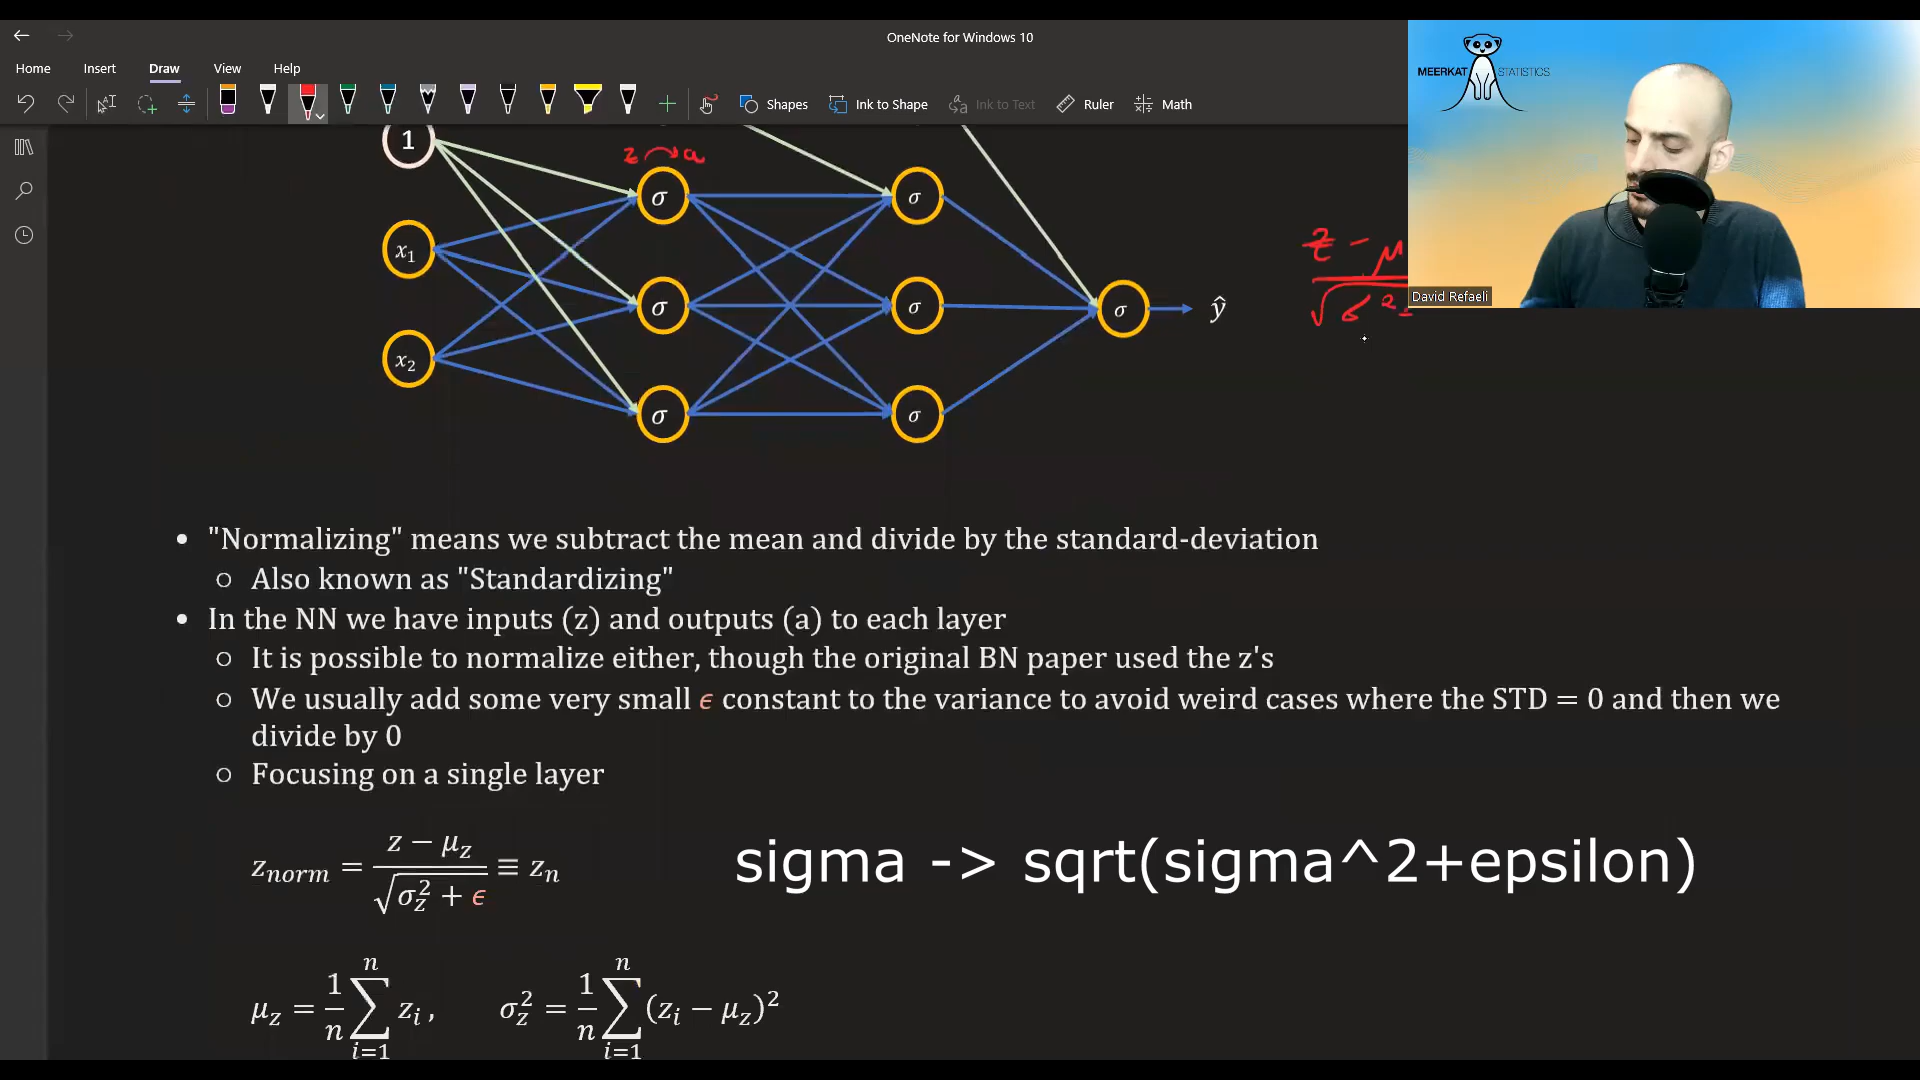 OneNote for Windows 10
Home Insert Draw View Help
Shapes Ink to Shape Ink to Text Ruler Math
MEERKAT STATISTICS
David Refaeli
1
z a
σ σ
x₁
z − μ
√σ²+
σ σ σ ŷ
x₂
σ σ
• "Normalizing" means we subtract the mean and divide by the standard-deviation
○ Also known as "Standardizing"
• In the NN we have inputs (z) and outputs (a) to each layer
○ It is possible to normalize either, though the original BN paper used the z's
○ We usually add some very small ϵ constant to the variance to avoid weird cases where the STD = 0 and then we
divide by 0
○ Focusing on a single layer
z_norm = (z − μ_z) / √(σ_z² + ϵ) ≡ z_n
sigma -> sqrt(sigma^2+epsilon)
μ_z = 1/n ∑_{i=1}^{n} z_i, σ_z² = 1/n ∑_{i=1}^{n} (z_i − μ_z)²